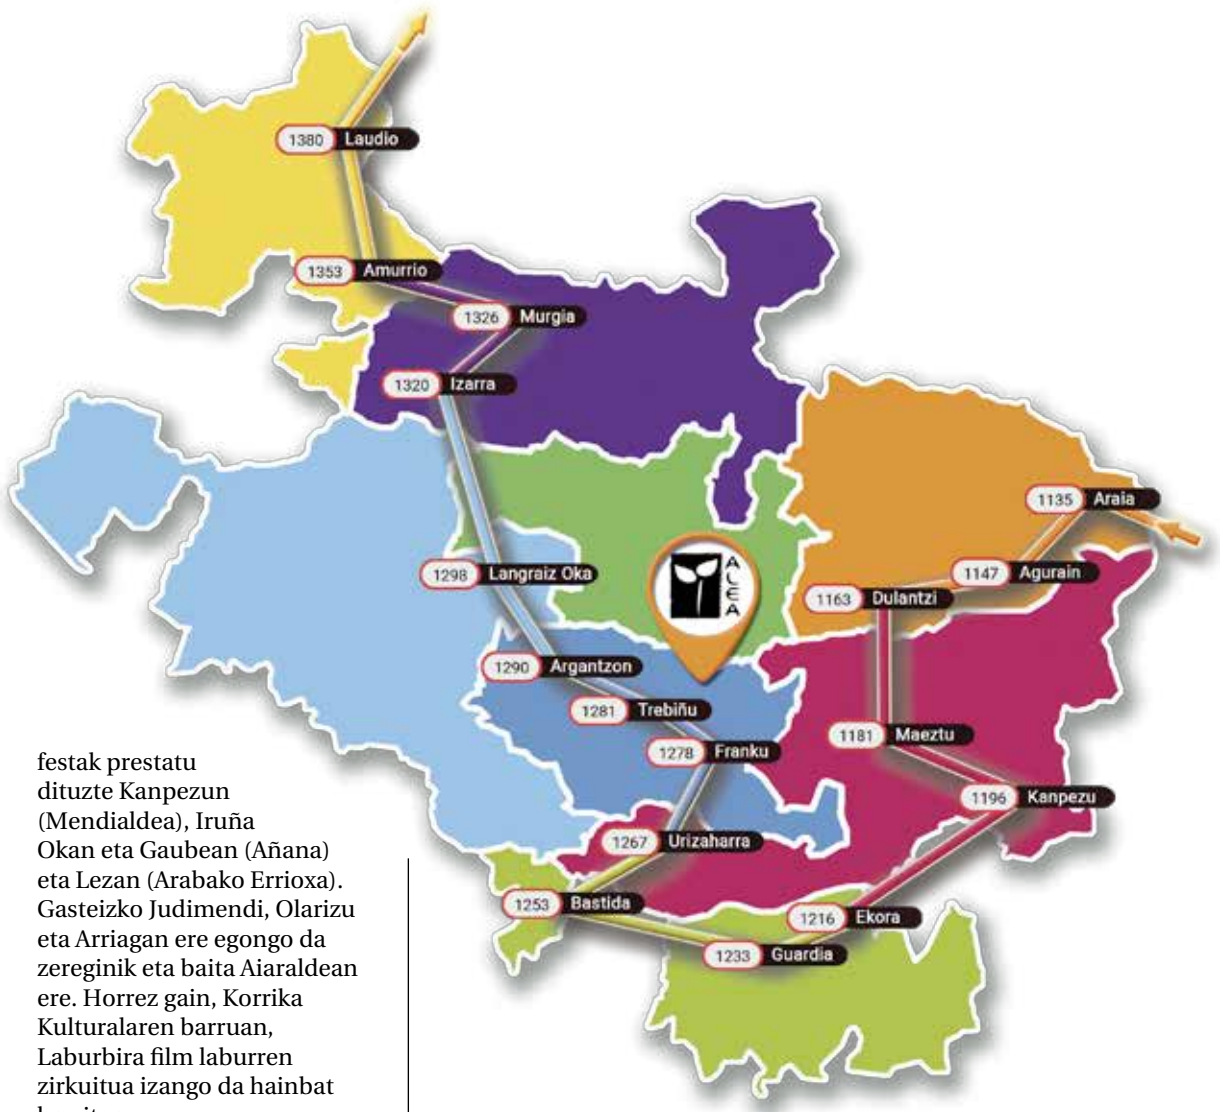 1380 Laudio
1353 Amurrio
1326 Murgia
1320 Izarra
1135 Araia
1298 Langraiz Oka
ALEA
1147 Agurain
1163 Dulantzi
1290 Argantzon
1281 Trebiñu
1181 Maeztu
1278 Franku
1196 Kanpezu
1267 Urizaharra
1253 Bastida
1216 Ekora
1233 Guardia
festak prestatu
dituzte Kanpezun
(Mendialdea), Iruña
Okan eta Gaubean (Añana)
eta Lezan (Arabako Errioxa).
Gasteizko Judimendi, Olarizu
eta Arriagan ere egongo da
zereginik eta baita Aiaraldean
ere. Horrez gain, Korrika
Kulturalaren barruan,
Laburbira film laburren
zirkuitua izango da hainbat